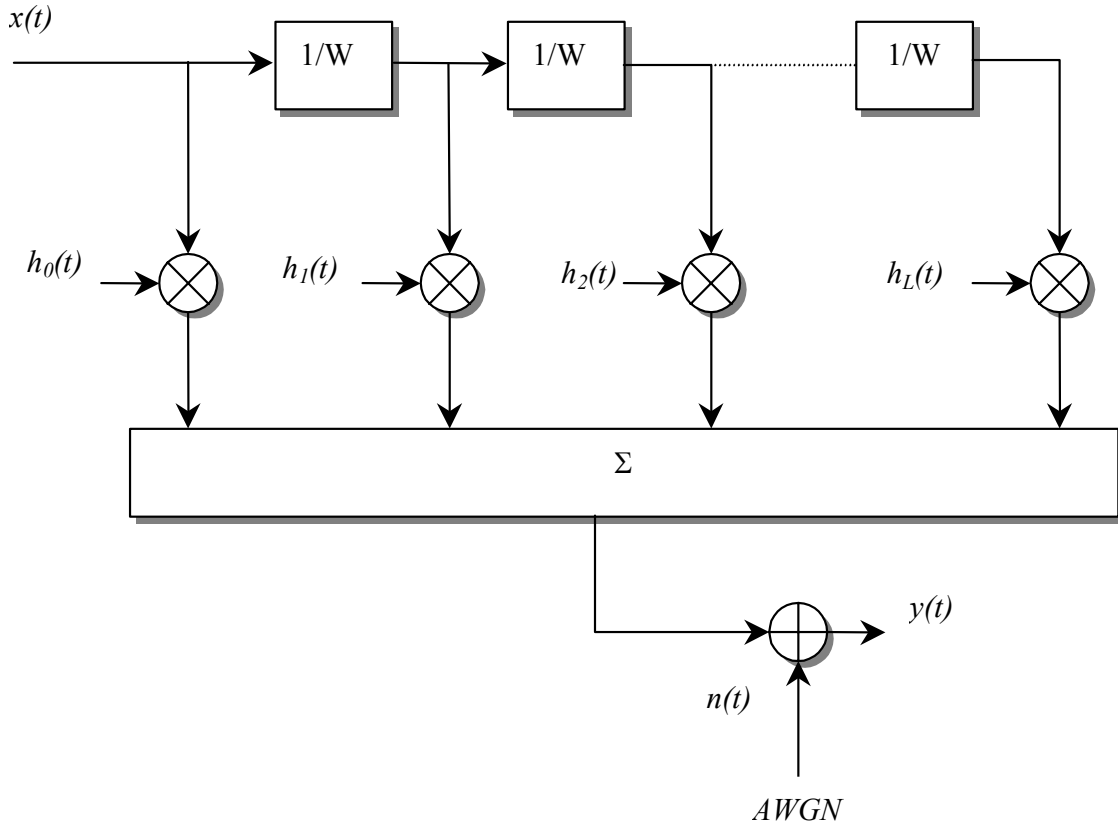 x(t)
1/W
1/W
1/W
h0(t)
h1(t)
h2(t)
hL(t)
Σ
y(t)
n(t)
AWGN